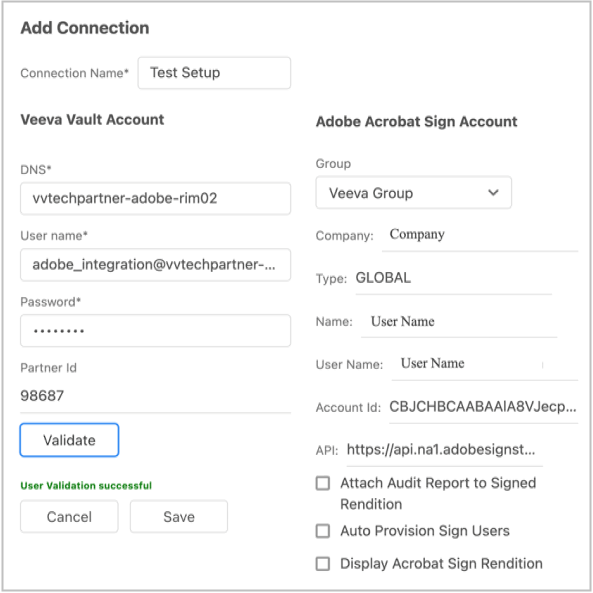 Add Connection
Connection Name* Test Setup
Veeva Vault Account
DNS*
vvtechpartner-adobe-rim02
User name*
adobe_integration@vvtechpartner-...
Password*
••••••••
Partner Id
98687
Validate
User Validation successful
Cancel Save
Adobe Acrobat Sign Account
Group
Veeva Group
Company: Company
Type: GLOBAL
Name: User Name
User Name: User Name
Account Id: CBJCHBCAABAAlA8VJecp...
API: https://api.na1.adobesignst...
Attach Audit Report to Signed
Rendition
Auto Provision Sign Users
Display Acrobat Sign Rendition